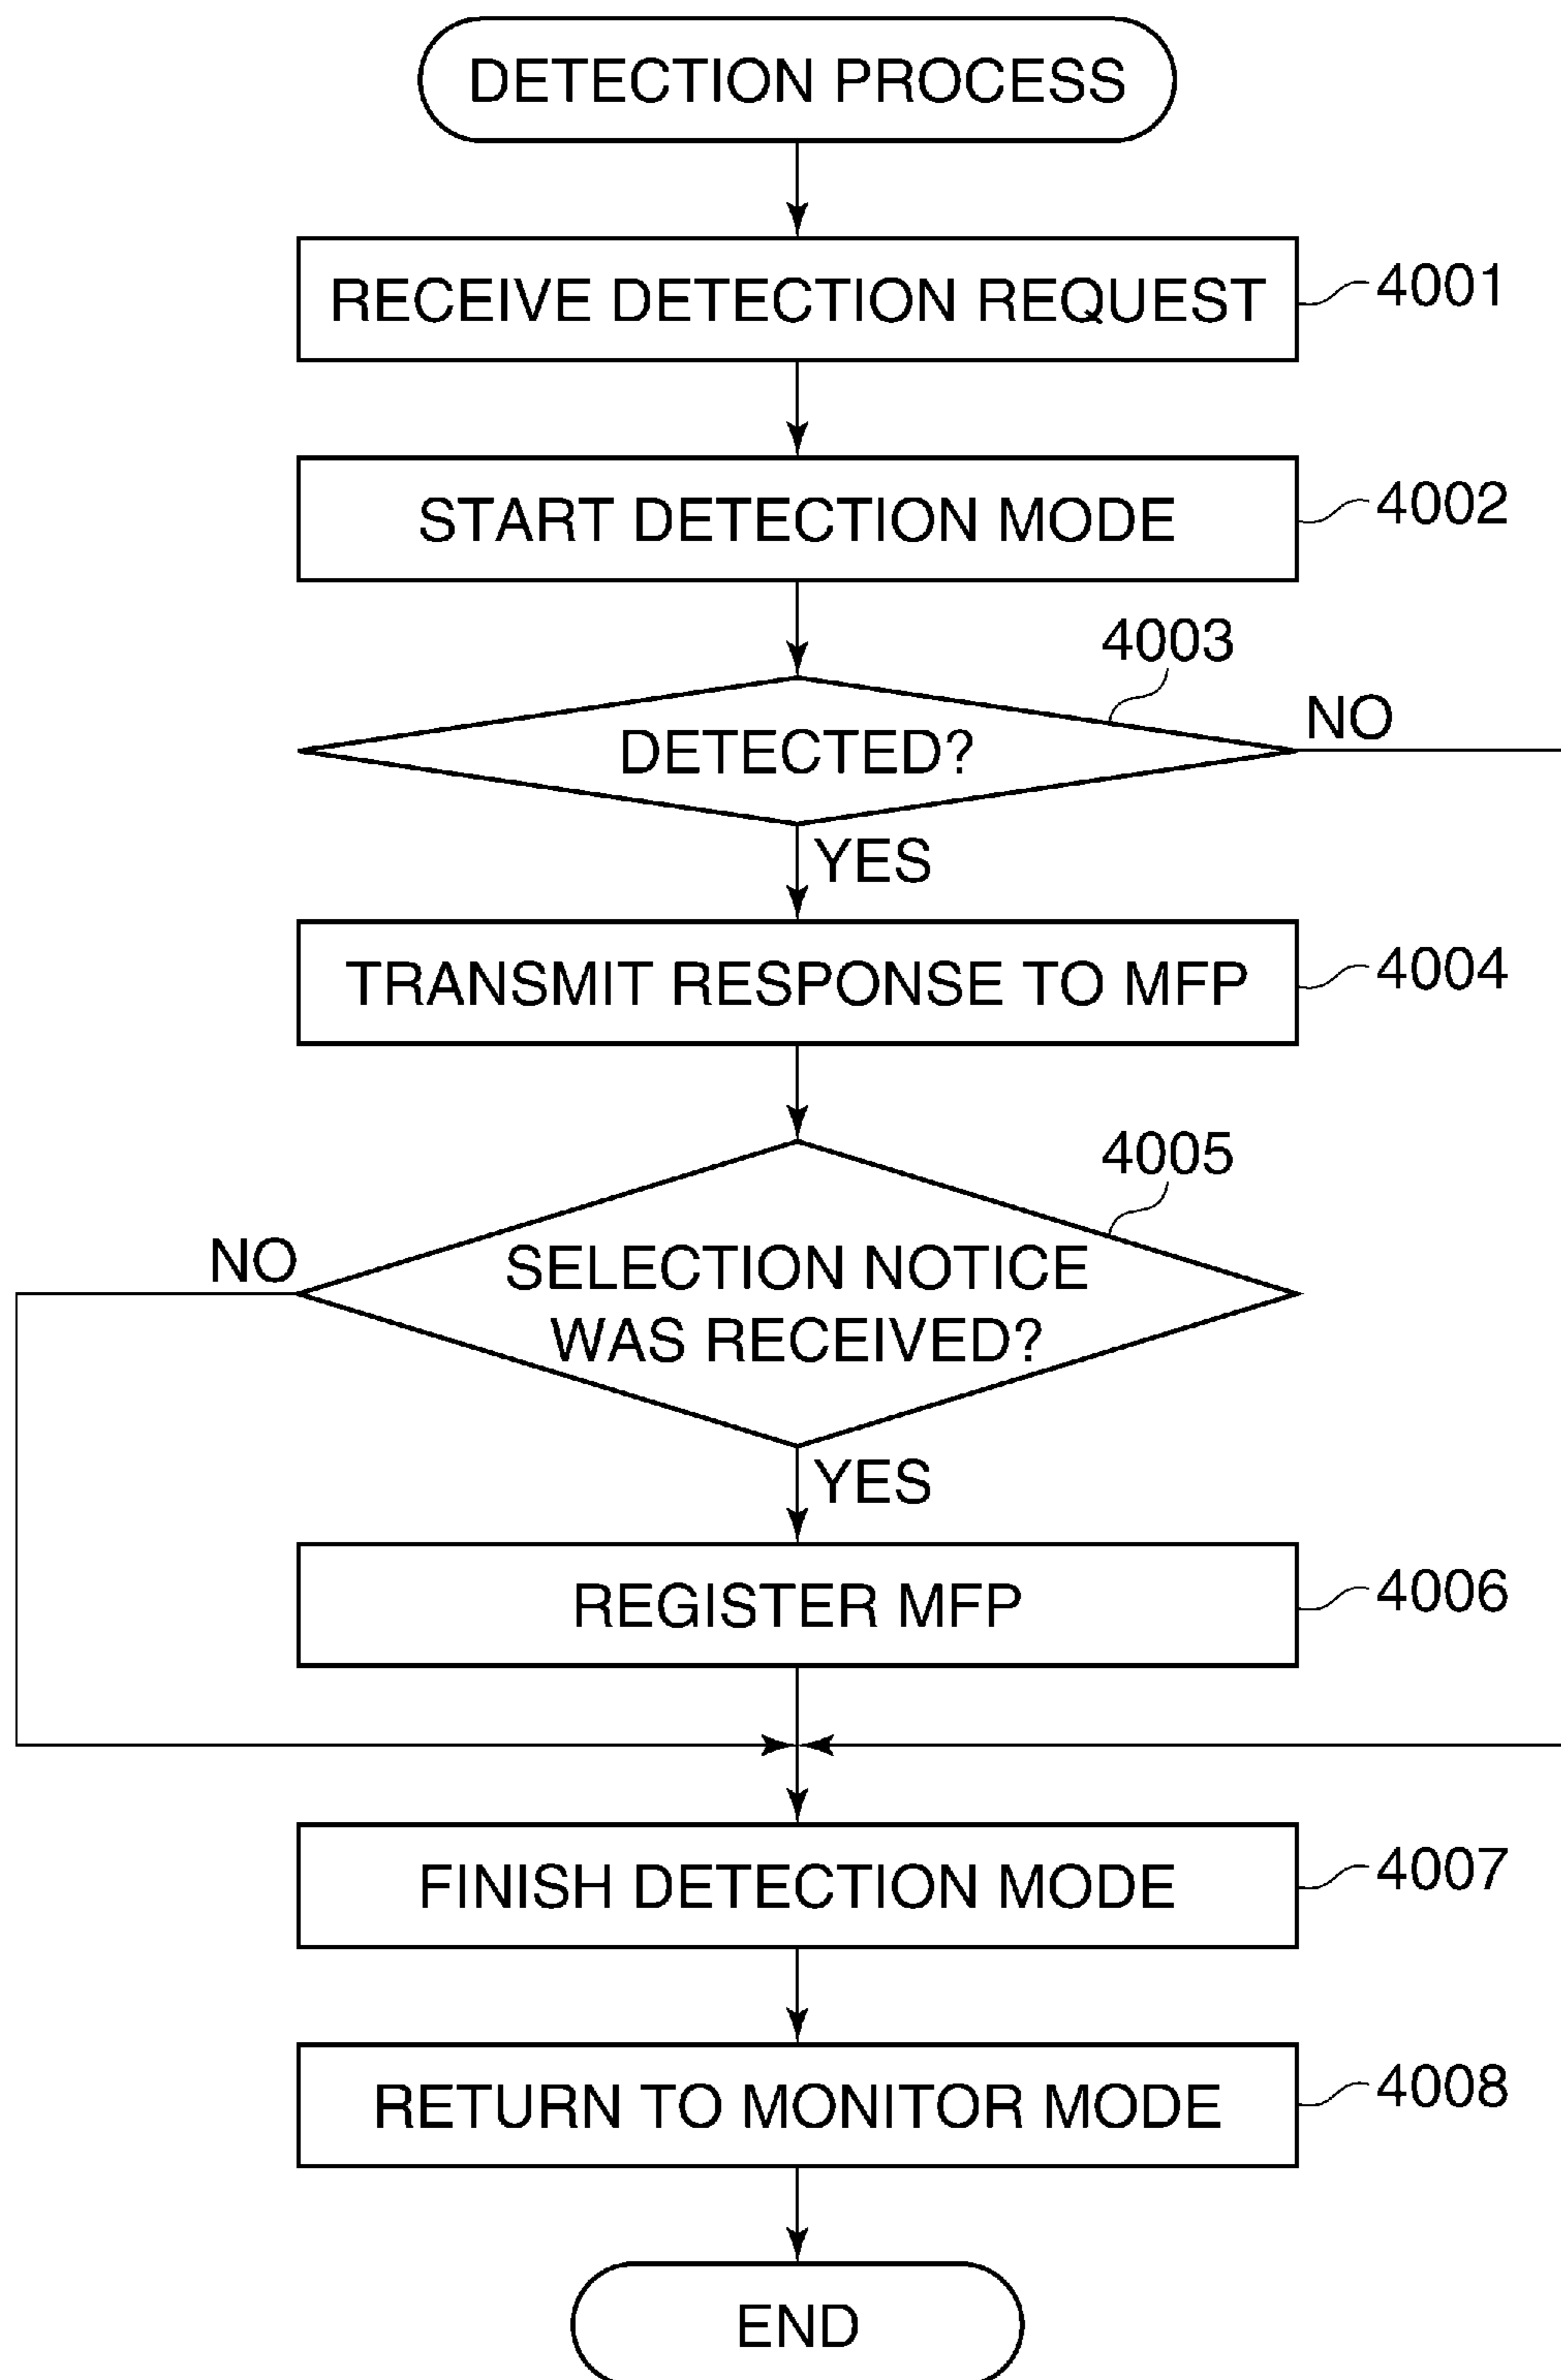 DETECTION PROCESS
RECEIVE DETECTION REQUEST
4001
START DETECTION MODE
4002
4003
DETECTED?
NO
YES
TRANSMIT RESPONSE TO MFP
4004
4005
NO
SELECTION NOTICE
WAS RECEIVED?
YES
REGISTER MFP
4006
FINISH DETECTION MODE
4007
RETURN TO MONITOR MODE
4008
END